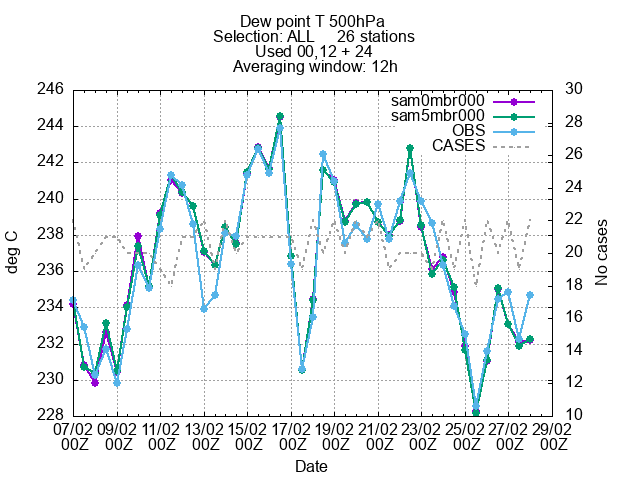 Dew point T 500hPa
Selection: ALL 26 stations
Used 00,12 + 24
Averaging window: 12h
sam0mbr000
sam5mbr000
OBS
CASES
deg C
246
244
242
240
238
236
234
232
230
228
No cases
30
28
26
24
22
20
18
16
14
12
10
07/02 09/02 11/02 13/02 15/02 17/02 19/02 21/02 23/02 25/02 27/02 29/02
00Z 00Z 00Z 00Z 00Z 00Z 00Z 00Z 00Z 00Z 00Z 00Z
Date